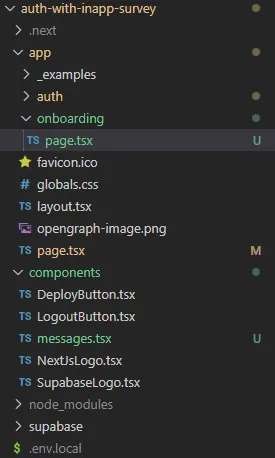 auth-with-inapp-survey
.next
app
_examples
auth
onboarding
TS page.tsx U
favicon.ico
# globals.css
TS layout.tsx
opengraph-image.png
TS page.tsx M
components
TS DeployButton.tsx
TS LogoutButton.tsx
TS messages.tsx U
TS NextJsLogo.tsx
TS SupabaseLogo.tsx
node_modules
supabase
$ .env.local